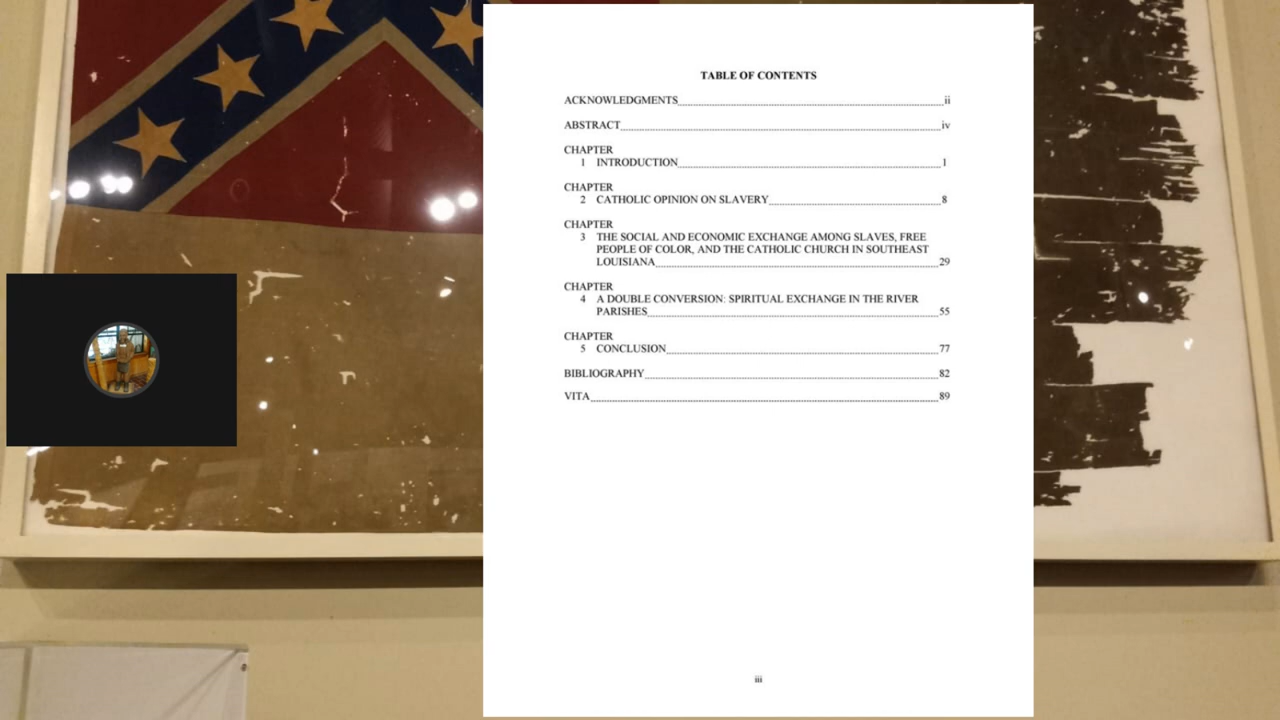 TABLE OF CONTENTS
ACKNOWLEDGMENTS ii
ABSTRACT iv
CHAPTER
1 INTRODUCTION 1
CHAPTER
2 CATHOLIC OPINION ON SLAVERY 8
CHAPTER
3 THE SOCIAL AND ECONOMIC EXCHANGE AMONG SLAVES, FREE
PEOPLE OF COLOR, AND THE CATHOLIC CHURCH IN SOUTHEAST
LOUISIANA 29
CHAPTER
4 A DOUBLE CONVERSION: SPIRITUAL EXCHANGE IN THE RIVER
PARISHES 55
CHAPTER
5 CONCLUSION 77
BIBLIOGRAPHY 82
VITA 89
iii